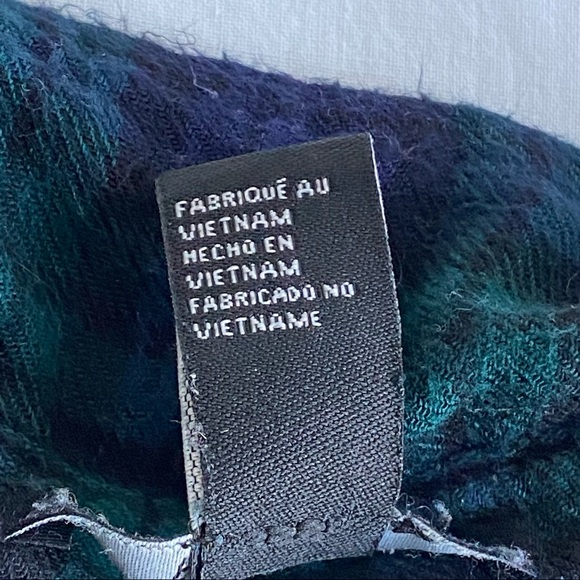 FABRIQUÉ AU
VIETNAM
HECHO EN
VIETNAM
FABRICADO NO
VIETNAME